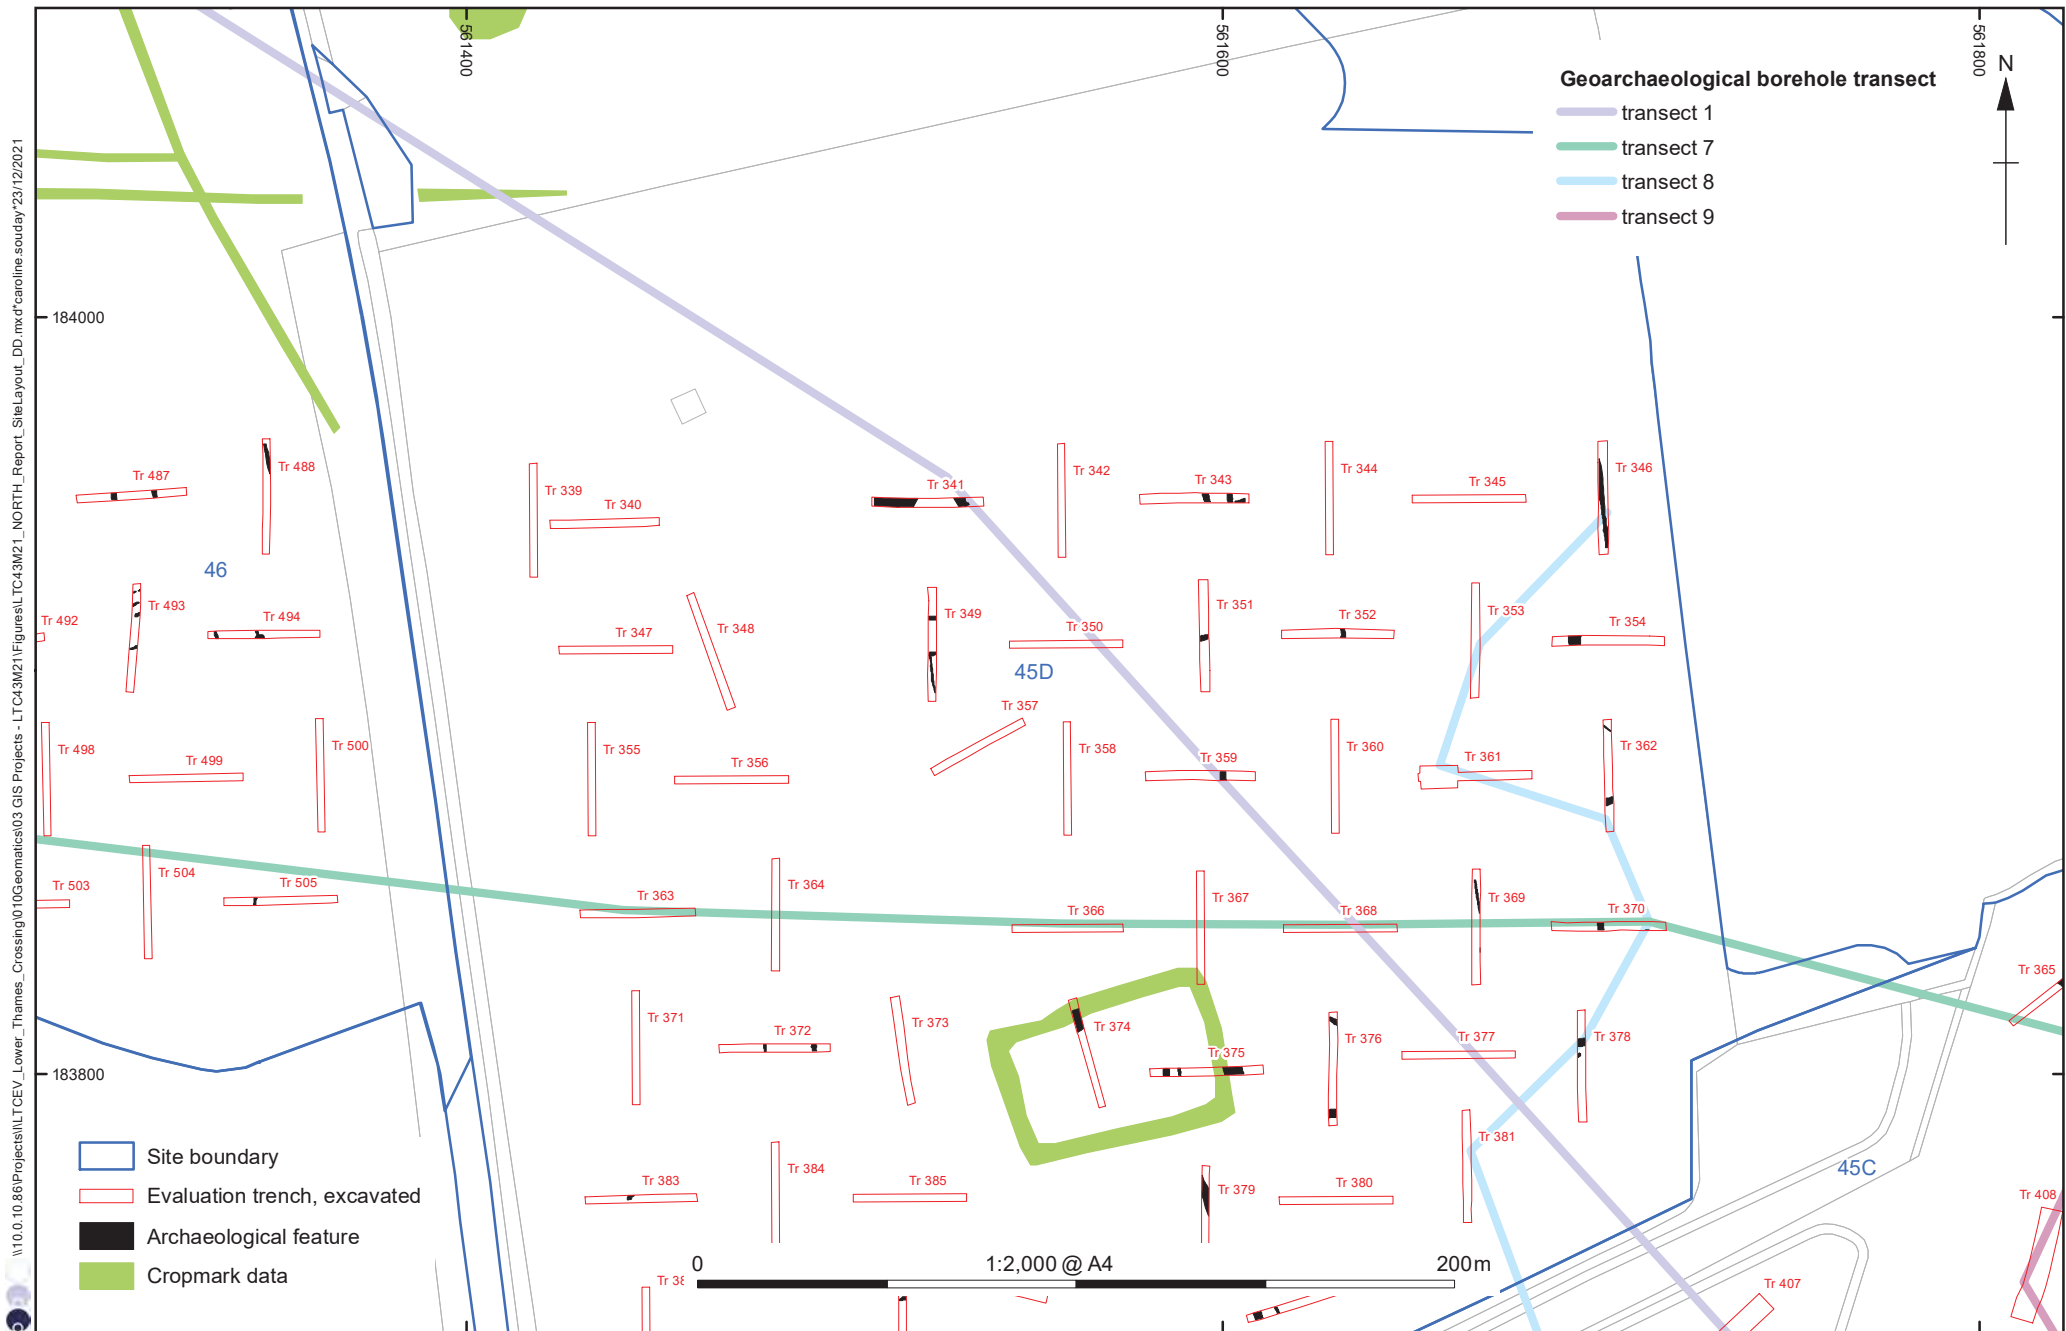 561400
561600
561800
N
Geoarchaeological borehole transect
transect 1
transect 7
transect 8
transect 9
184000
Tr 487
Tr 488
Tr 339
Tr 340
Tr 341
Tr 342
Tr 343
Tr 344
Tr 345
Tr 346
46
Tr 492
Tr 493
Tr 494
Tr 347
Tr 348
Tr 349
Tr 350
Tr 351
Tr 352
Tr 353
Tr 354
45D
Tr 357
Tr 498
Tr 499
Tr 500
Tr 355
Tr 356
Tr 358
Tr 359
Tr 360
Tr 361
Tr 362
Tr 503
Tr 504
Tr 505
Tr 363
Tr 364
Tr 366
Tr 367
Tr 368
Tr 369
Tr 370
Tr 365
Tr 371
Tr 372
Tr 373
Tr 374
Tr 375
Tr 376
Tr 377
Tr 378
183800
Tr 381
Tr 383
Tr 384
Tr 385
Tr 379
Tr 380
45C
Tr 408
Tr 407
Tr 38
Site boundary
Evaluation trench, excavated
Archaeological feature
Cropmark data
0 1:2,000 @ A4 200m
\\10.0.10.86\Projects\l\LTCEV_Lower_Thames_Crossing\010Geomatics\03 GIS Projects - LTC43M21\Figures\LTC43M21_NORTH_Report_SiteLayout_DD.mxd*caroline.souday*23/12/2021